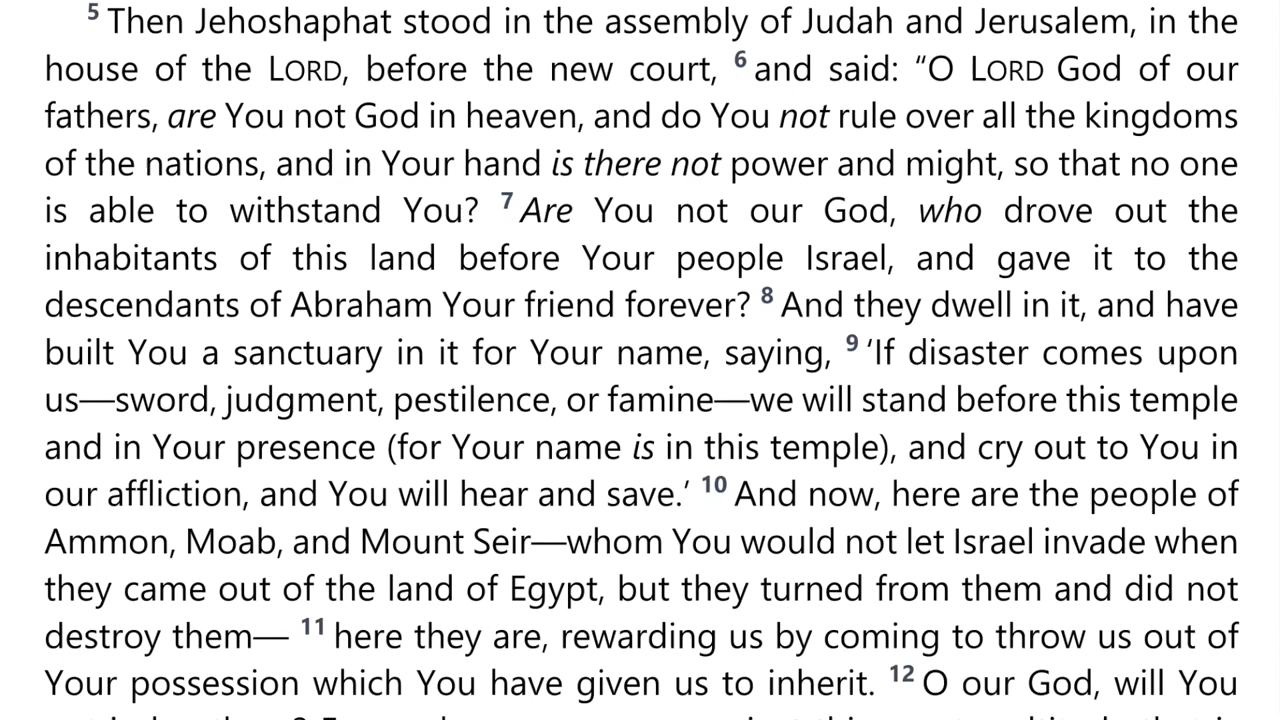 5 Then Jehoshaphat stood in the assembly of Judah and Jerusalem, in the
house of the LORD, before the new court, 6 and said: “O LORD God of our
fathers, are You not God in heaven, and do You not rule over all the kingdoms
of the nations, and in Your hand is there not power and might, so that no one
is able to withstand You? 7 Are You not our God, who drove out the
inhabitants of this land before Your people Israel, and gave it to the
descendants of Abraham Your friend forever? 8 And they dwell in it, and have
built You a sanctuary in it for Your name, saying, 9 ‘If disaster comes upon
us—sword, judgment, pestilence, or famine—we will stand before this temple
and in Your presence (for Your name is in this temple), and cry out to You in
our affliction, and You will hear and save.’ 10 And now, here are the people of
Ammon, Moab, and Mount Seir—whom You would not let Israel invade when
they came out of the land of Egypt, but they turned from them and did not
destroy them— 11 here they are, rewarding us by coming to throw us out of
Your possession which You have given us to inherit. 12 O our God, will You